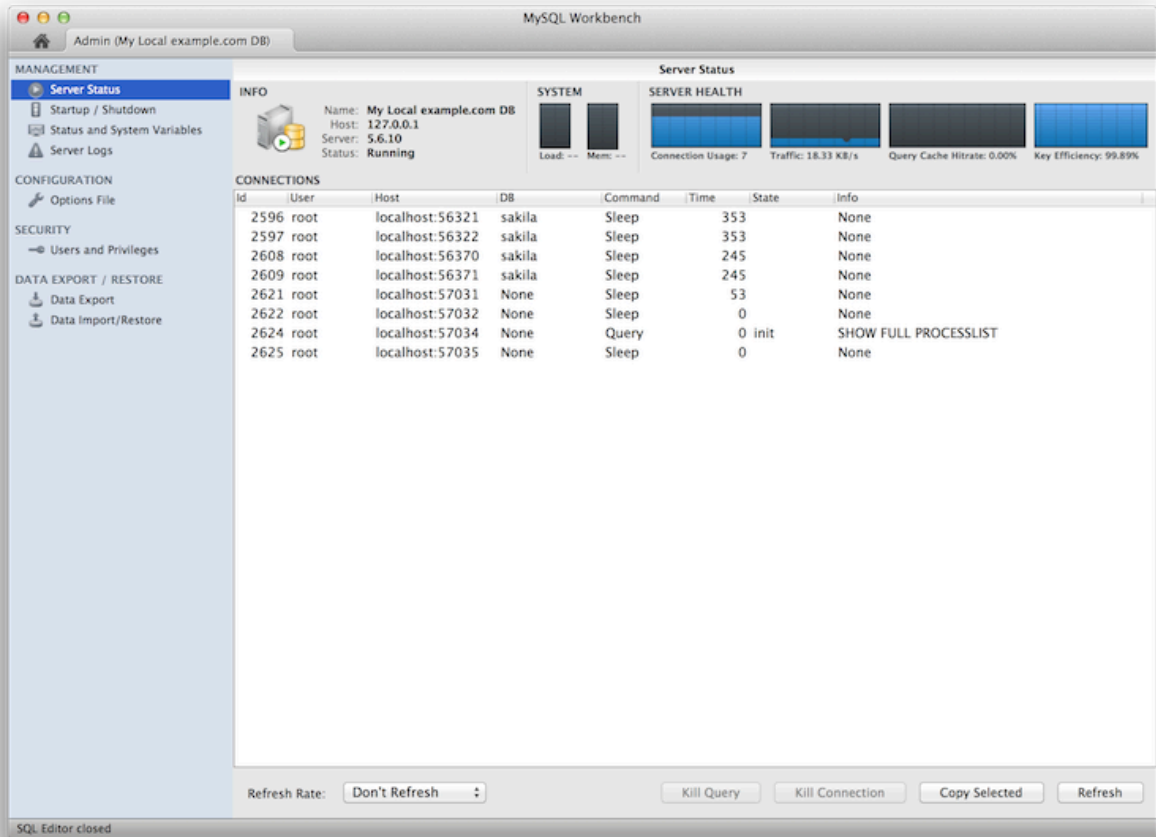 MySQL Workbench
Admin (My Local example.com DB)
MANAGEMENT
Server Status
Startup / Shutdown
Status and System Variables
Server Logs
CONFIGURATION
Options File
SECURITY
Users and Privileges
DATA EXPORT / RESTORE
Data Export
Data Import/Restore
Server Status
INFO
Name: My Local example.com DB
Host: 127.0.0.1
Server: 5.6.10
Status: Running
SYSTEM
Load: -- Mem: --
SERVER HEALTH
Connection Usage: 7 Traffic: 18.33 KB/s Query Cache Hitrate: 0.00% Key Efficiency: 99.89%
CONNECTIONS
Id User Host DB Command Time State Info
2596 root localhost:56321 sakila Sleep 353 None
2597 root localhost:56322 sakila Sleep 353 None
2608 root localhost:56370 sakila Sleep 245 None
2609 root localhost:56371 sakila Sleep 245 None
2621 root localhost:57031 None Sleep 53 None
2622 root localhost:57032 None Sleep 0 None
2624 root localhost:57034 None Query 0 init SHOW FULL PROCESSLIST
2625 root localhost:57035 None Sleep 0 None
Refresh Rate: Don't Refresh Kill Query Kill Connection Copy Selected Refresh
SQL Editor closed